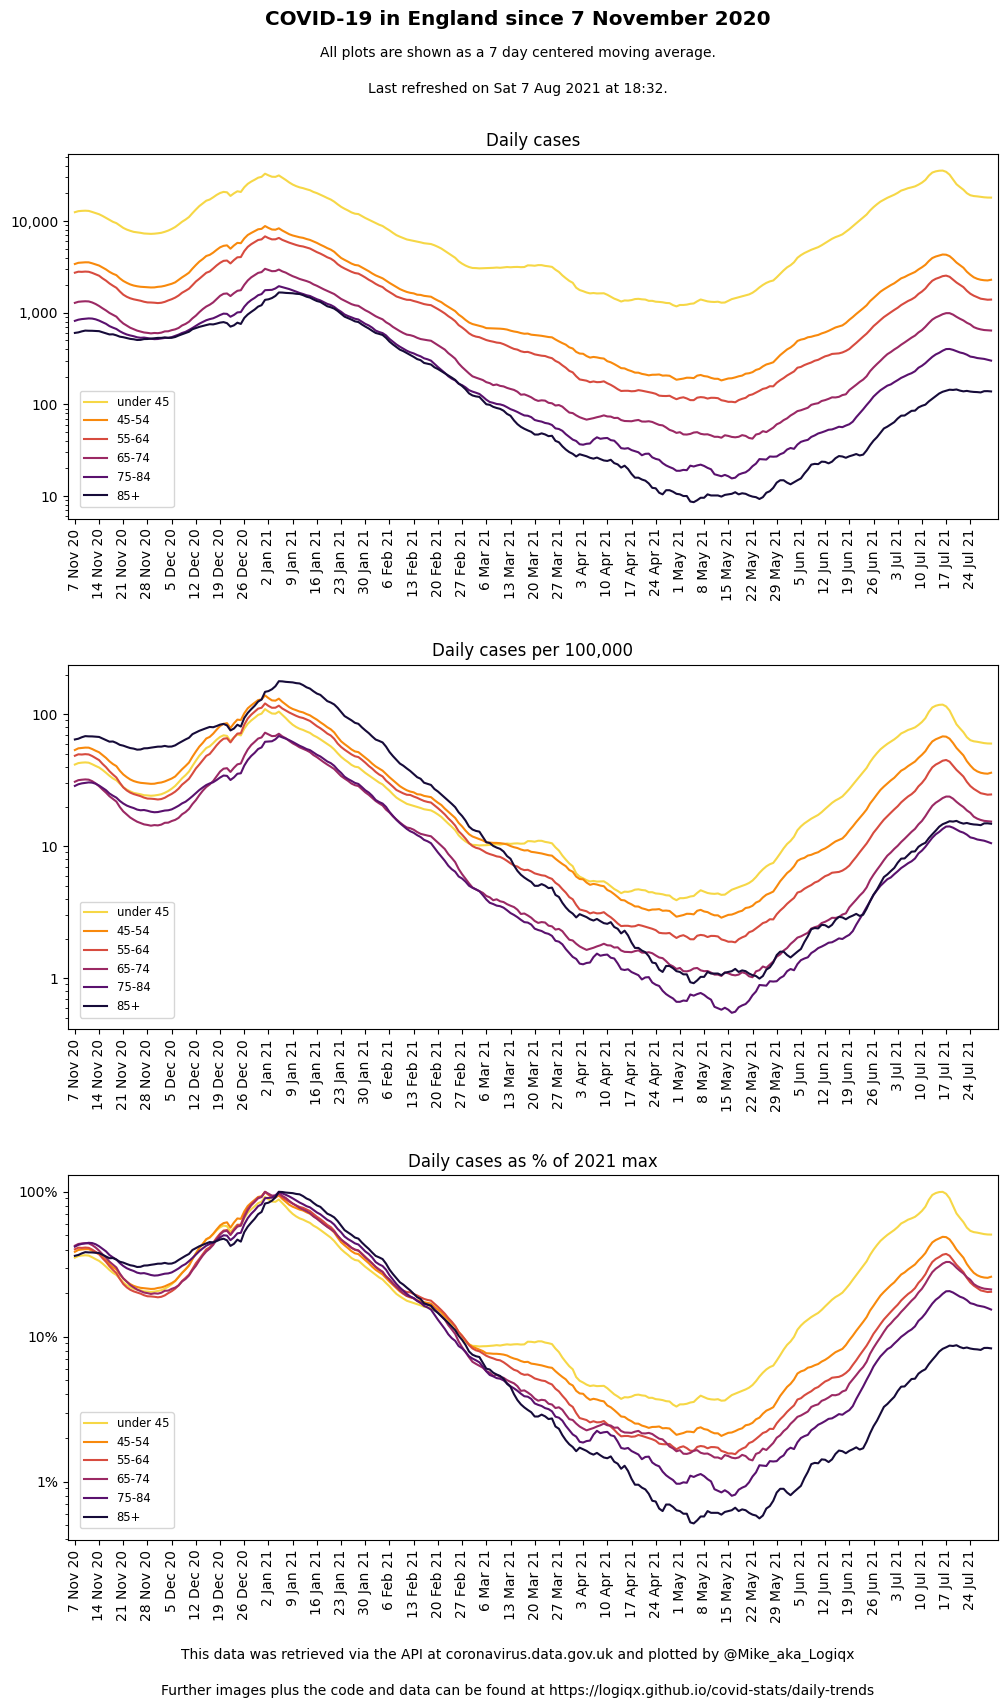 COVID-19 in England since 7 November 2020
All plots are shown as a 7 day centered moving average.
Last refreshed on Sat 7 Aug 2021 at 18:32.
Daily cases
10,000
1,000
100
10
under 45
45-54
55-64
65-74
75-84
85+
7 Nov 20
14 Nov 20
21 Nov 20
28 Nov 20
5 Dec 20
12 Dec 20
19 Dec 20
26 Dec 20
2 Jan 21
9 Jan 21
16 Jan 21
23 Jan 21
30 Jan 21
6 Feb 21
13 Feb 21
20 Feb 21
27 Feb 21
6 Mar 21
13 Mar 21
20 Mar 21
27 Mar 21
3 Apr 21
10 Apr 21
17 Apr 21
24 Apr 21
1 May 21
8 May 21
15 May 21
22 May 21
29 May 21
5 Jun 21
12 Jun 21
19 Jun 21
26 Jun 21
3 Jul 21
10 Jul 21
17 Jul 21
24 Jul 21
Daily cases per 100,000
100
10
1
under 45
45-54
55-64
65-74
75-84
85+
7 Nov 20
14 Nov 20
21 Nov 20
28 Nov 20
5 Dec 20
12 Dec 20
19 Dec 20
26 Dec 20
2 Jan 21
9 Jan 21
16 Jan 21
23 Jan 21
30 Jan 21
6 Feb 21
13 Feb 21
20 Feb 21
27 Feb 21
6 Mar 21
13 Mar 21
20 Mar 21
27 Mar 21
3 Apr 21
10 Apr 21
17 Apr 21
24 Apr 21
1 May 21
8 May 21
15 May 21
22 May 21
29 May 21
5 Jun 21
12 Jun 21
19 Jun 21
26 Jun 21
3 Jul 21
10 Jul 21
17 Jul 21
24 Jul 21
Daily cases as % of 2021 max
100%
10%
1%
under 45
45-54
55-64
65-74
75-84
85+
7 Nov 20
14 Nov 20
21 Nov 20
28 Nov 20
5 Dec 20
12 Dec 20
19 Dec 20
26 Dec 20
2 Jan 21
9 Jan 21
16 Jan 21
23 Jan 21
30 Jan 21
6 Feb 21
13 Feb 21
20 Feb 21
27 Feb 21
6 Mar 21
13 Mar 21
20 Mar 21
27 Mar 21
3 Apr 21
10 Apr 21
17 Apr 21
24 Apr 21
1 May 21
8 May 21
15 May 21
22 May 21
29 May 21
5 Jun 21
12 Jun 21
19 Jun 21
26 Jun 21
3 Jul 21
10 Jul 21
17 Jul 21
24 Jul 21
This data was retrieved via the API at coronavirus.data.gov.uk and plotted by @Mike_aka_Logiqx
Further images plus the code and data can be found at https://logiqx.github.io/covid-stats/daily-trends